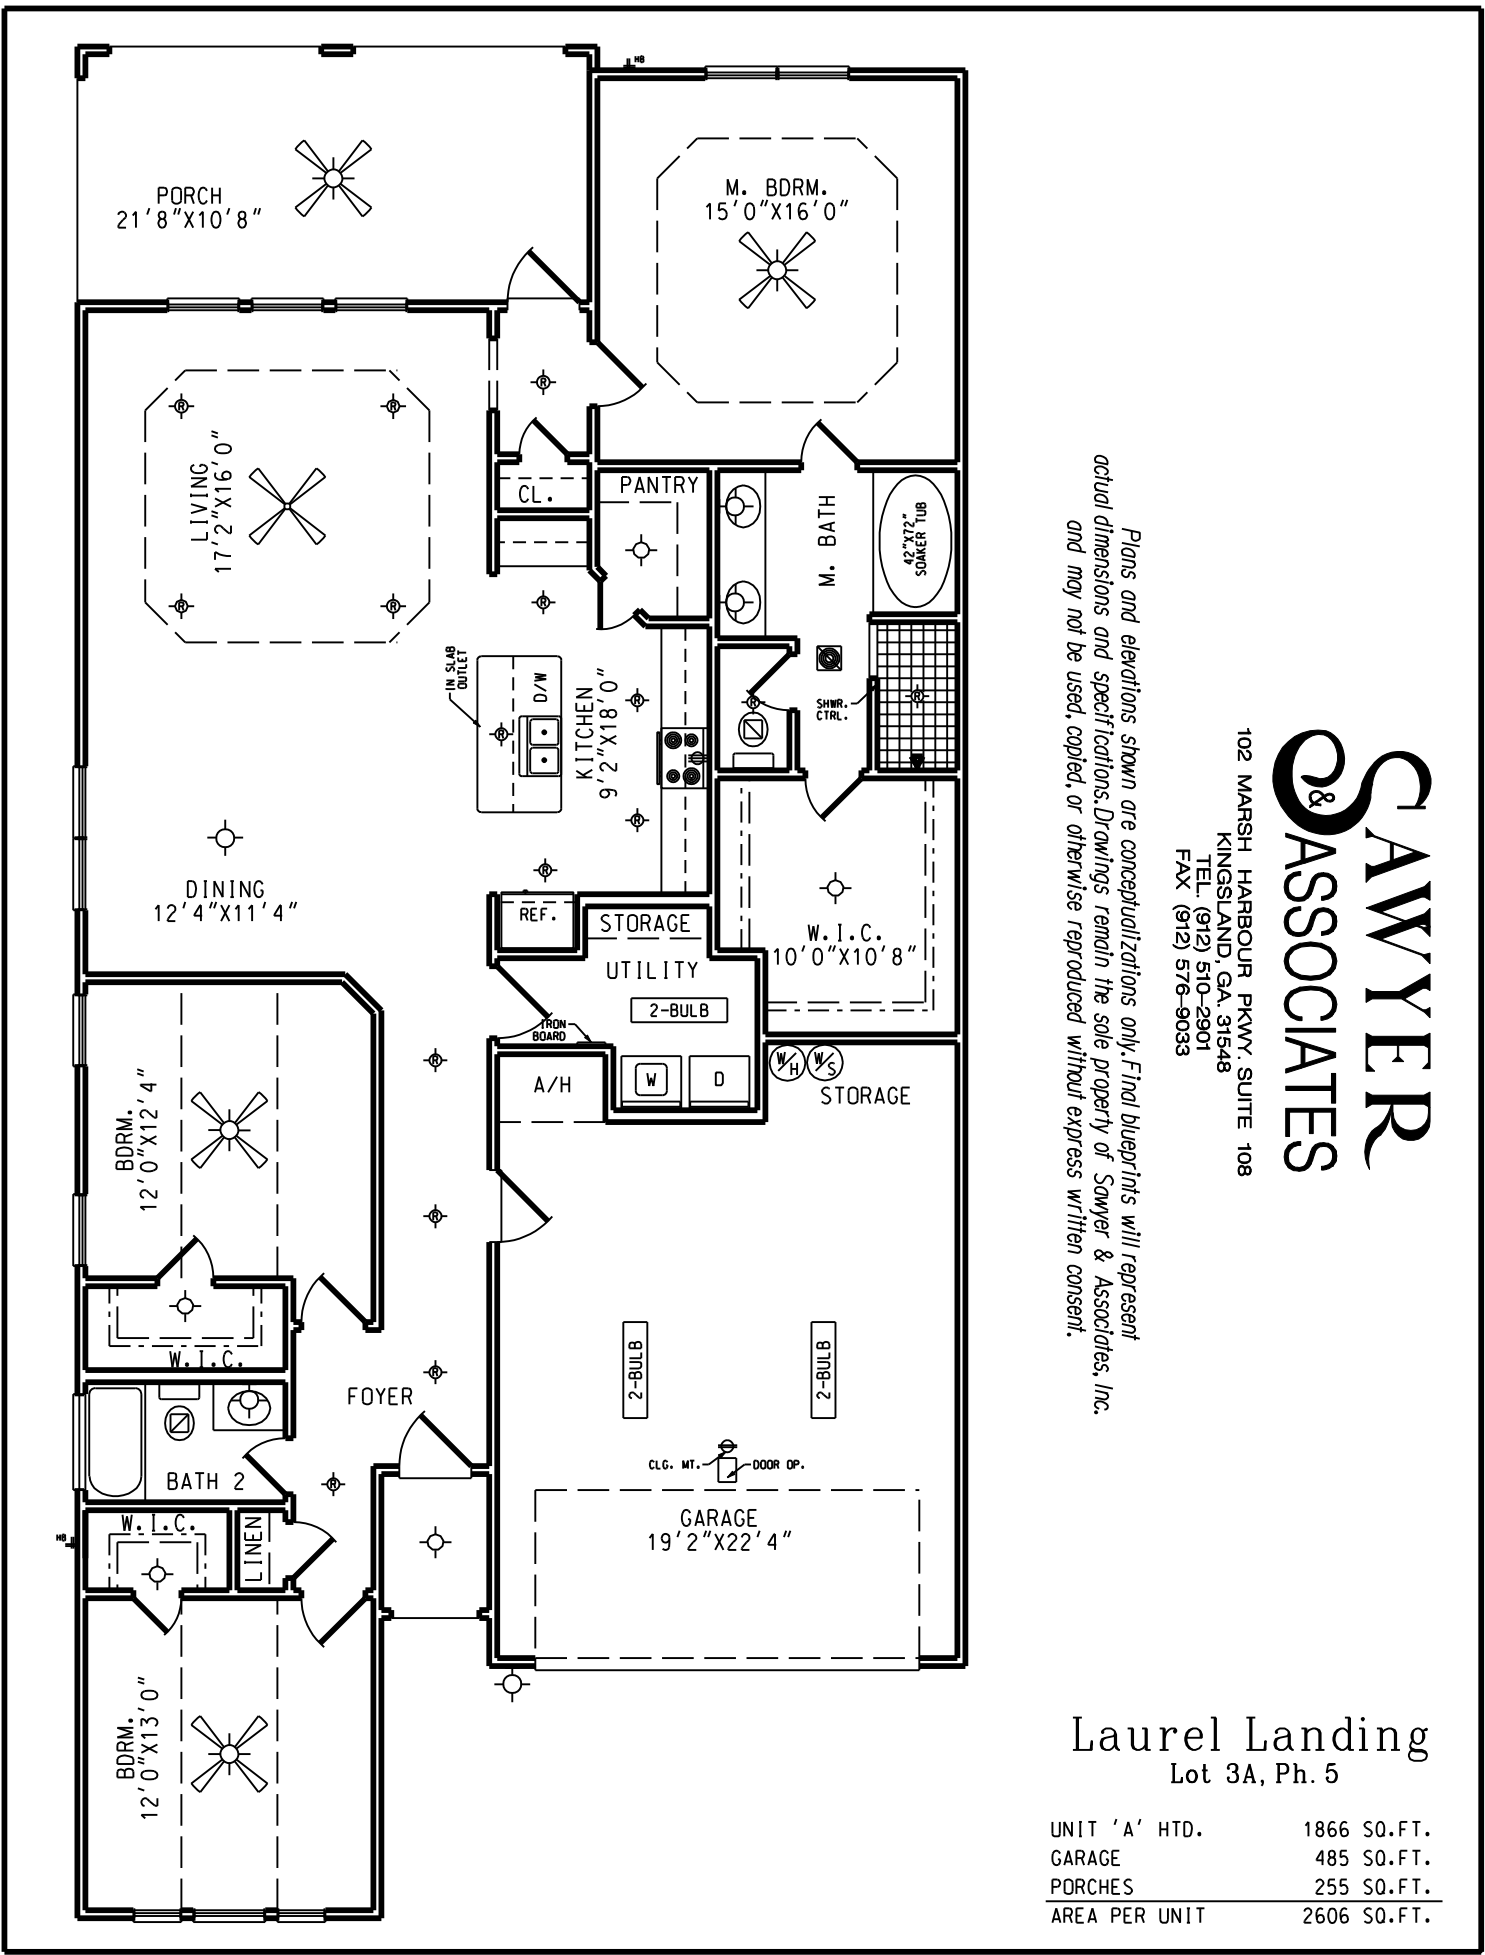 HB
PORCH
21'8"X10'8"
M. BDRM.
15'0"X16'0"
LIVING
17'2"X16'0"
R
R
R
R
R
CL.
PANTRY
M. BATH
42"X72"
SOAKER TUB
R
IN SLAB
OUTLET
D/W
KITCHEN
9'2"X18'0"
R
R
R
R
R
R
SHWR.
CTRL.
DINING
12'4"X11'4"
REF.
STORAGE
UTILITY
2-BULB
W.I.C.
10'0"X10'8"
IRON
BOARD
A/H
W
D
W/H
W/S
STORAGE
BDRM.
12'0"X12'4"
R
R
R
W.I.C.
FOYER
2-BULB
2-BULB
BATH 2
R
CLG. MT.
DOOR OP.
GARAGE
19'2"X22'4"
W.I.C.
LINEN
HB
BDRM.
12'0"X13'0"
SAWYER
& ASSOCIATES
102 MARSH HARBOUR PKWY. SUITE 108
KINGSLAND, GA. 31548
TEL. (912) 510-2901
FAX (912) 576-9033
Plans and elevations shown are conceptualizations only. Final blueprints will represent
actual dimensions and specifications. Drawings remain the sole property of Sawyer & Associates, Inc.
and may not be used, copied, or otherwise reproduced without express written consent.
Laurel Landing
Lot 3A, Ph. 5
UNIT 'A' HTD. 1866 SQ.FT.
GARAGE 485 SQ.FT.
PORCHES 255 SQ.FT.
AREA PER UNIT 2606 SQ.FT.